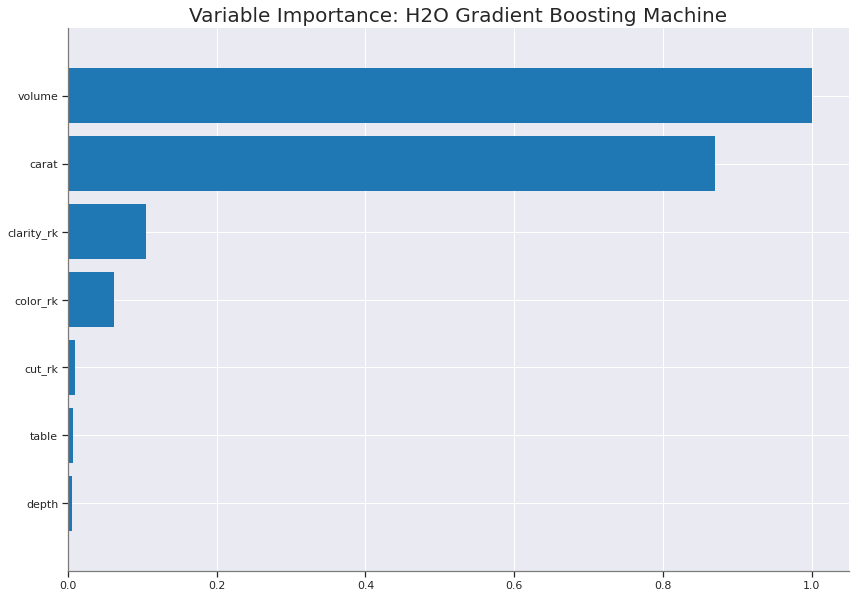 Variable Importance: H2O Gradient Boosting Machine
volume
carat
clarity_rk
color_rk
cut_rk
table
depth
0.0 0.2 0.4 0.6 0.8 1.0